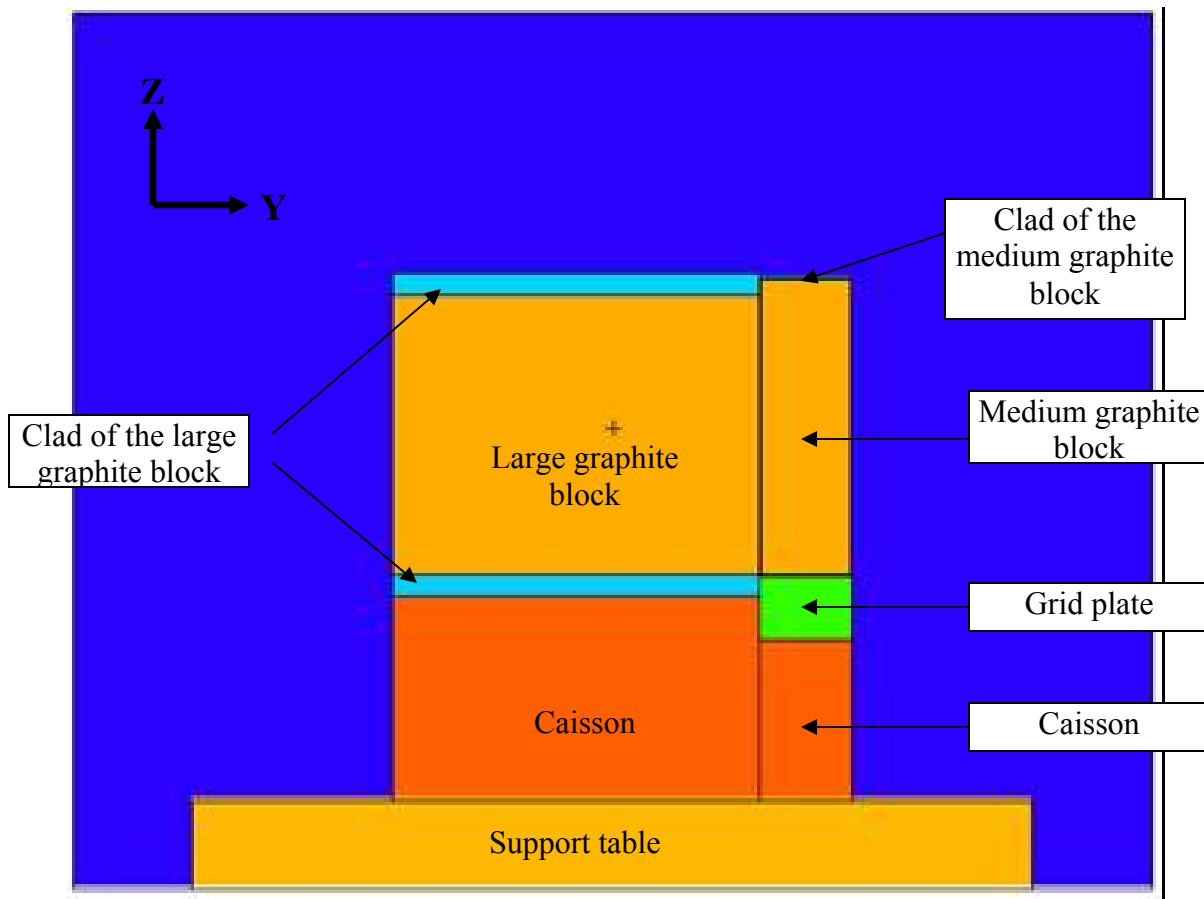 Z
Y
Clad of the
medium graphite
block
Clad of the large
graphite block
Large graphite
block
Medium graphite
block
Grid plate
Caisson
Caisson
Support table